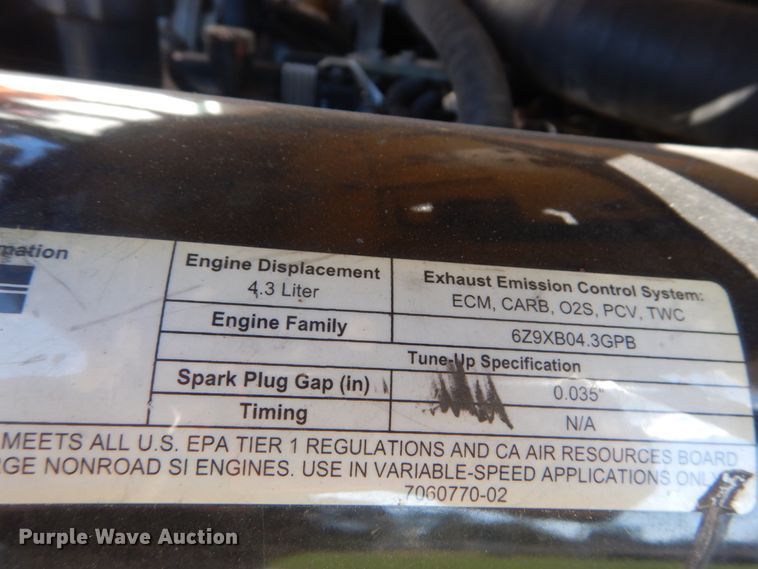 mation
Engine Displacement
4.3 Liter
Exhaust Emission Control System:
ECM, CARB, O2S, PCV, TWC
Engine Family
6Z9XB04.3GPB
Tune-Up Specification
Spark Plug Gap (in)
0.035"
Timing
N/A
MEETS ALL U.S. EPA TIER 1 REGULATIONS AND CA AIR RESOURCES BOARD
RGE NONROAD SI ENGINES. USE IN VARIABLE-SPEED APPLICATIONS ONLY
7060770-02
Purple Wave Auction